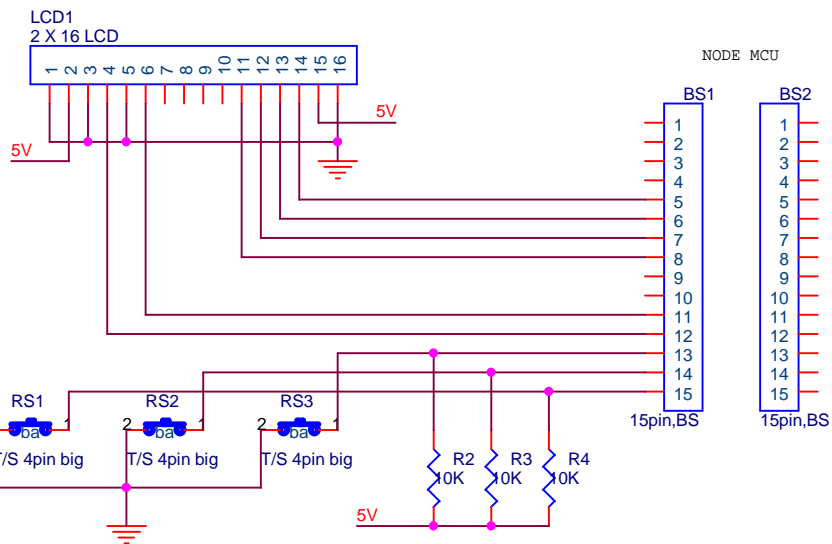 LCD1
2 X 16 LCD
1 2 3 4 5 6 7 8 9 10 11 12 13 14 15 16
5V
5V
NODE MCU
BS1
1
2
3
4
5
6
7
8
9
10
11
12
13
14
15
15pin,BS
BS2
1
2
3
4
5
6
7
8
9
10
11
12
13
14
15
15pin,BS
RS1
1
ba
T/S 4pin big
RS2
2 1
ba
T/S 4pin big
RS3
2 1
ba
T/S 4pin big
R2
10K
R3
10K
R4
10K
5V